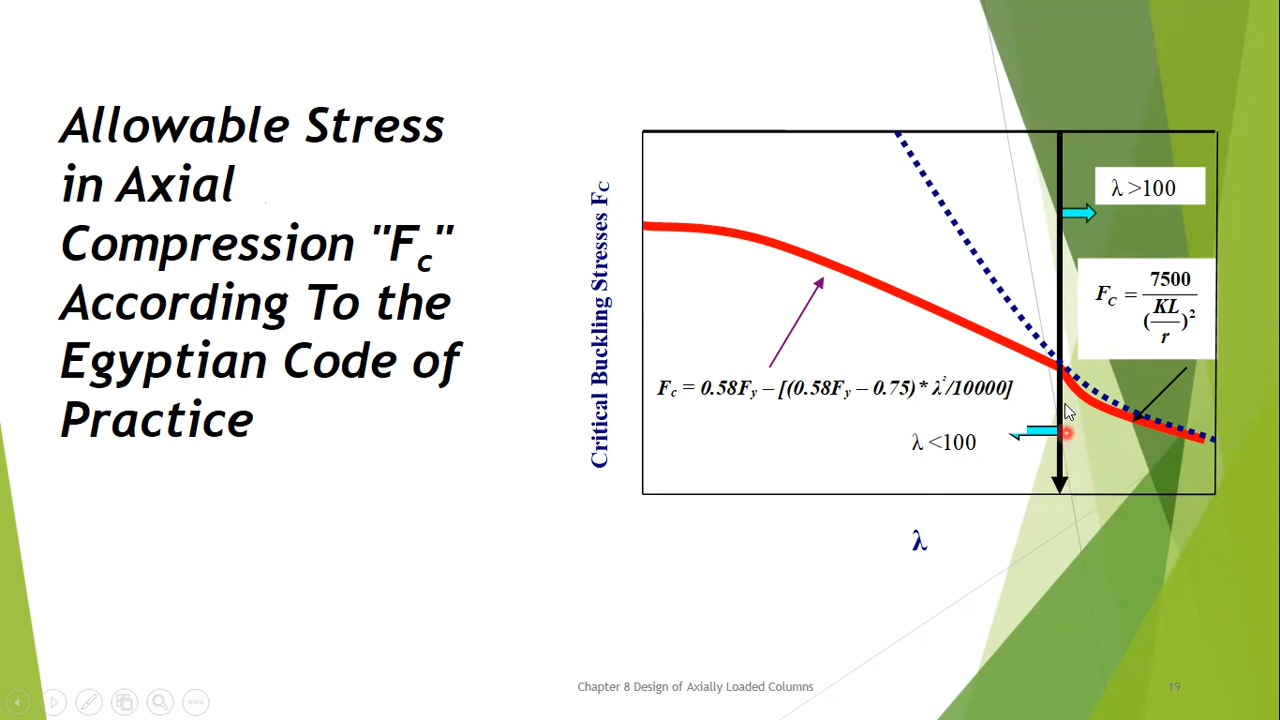 Allowable Stress
in Axial
Compression "Fc"
According To the
Egyptian Code of
Practice
Critical Buckling Stresses FC
λ >100
FC = 7500 / (KL/r)²
Fc = 0.58Fy – [(0.58Fy – 0.75)* λ²/10000]
λ <100
λ
Chapter 8 Design of Axially Loaded Columns
19